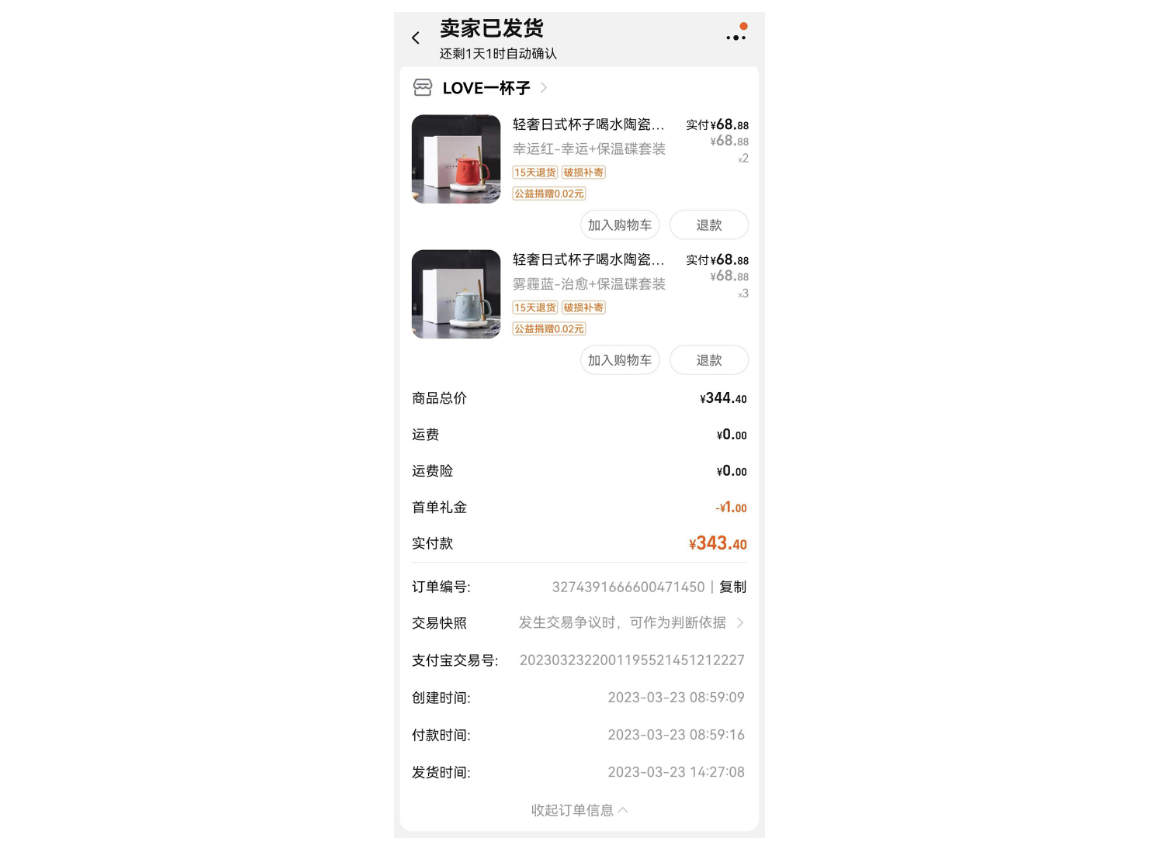 卖家已发货
还剩1天1时自动确认
LOVE一杯子
轻奢日式杯子喝水陶瓷... 实付¥68.88
幸运红-幸运+保温碟套装 ¥68.88
15天退货 破损补寄 x2
公益捐赠0.02元
加入购物车 退款
轻奢日式杯子喝水陶瓷... 实付¥68.88
雾霾蓝-治愈+保温碟套装 ¥68.88
15天退货 破损补寄 x3
公益捐赠0.02元
加入购物车 退款
商品总价 ¥344.40
运费 ¥0.00
运费险 ¥0.00
首单礼金 -¥1.00
实付款 ¥343.40
订单编号: 3274391666600471450 | 复制
交易快照 发生交易争议时，可作为判断依据
支付宝交易号: 2023032322001195521451212227
创建时间: 2023-03-23 08:59:09
付款时间: 2023-03-23 08:59:16
发货时间: 2023-03-23 14:27:08
收起订单信息